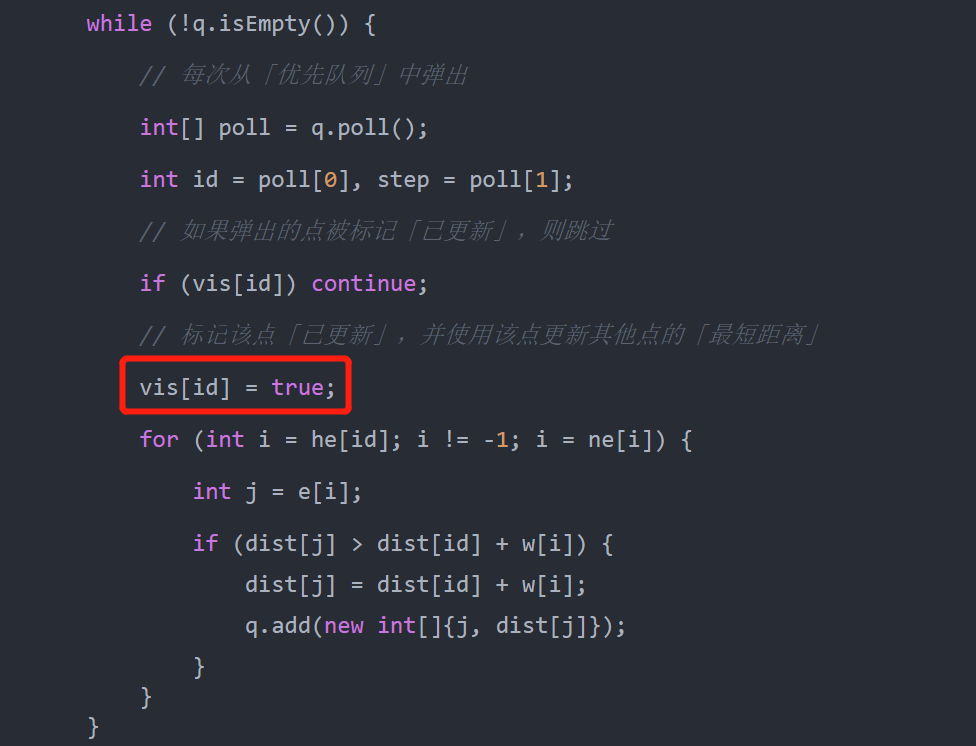 while (!q.isEmpty()) {
// 每次从「优先队列」中弹出
int[] poll = q.poll();
int id = poll[0], step = poll[1];
// 如果弹出的点被标记「已更新」，则跳过
if (vis[id]) continue;
// 标记该点「已更新」，并使用该点更新其他点的「最短距离」
vis[id] = true;
for (int i = he[id]; i != -1; i = ne[i]) {
int j = e[i];
if (dist[j] > dist[id] + w[i]) {
dist[j] = dist[id] + w[i];
q.add(new int[]{j, dist[j]});
}
}
}